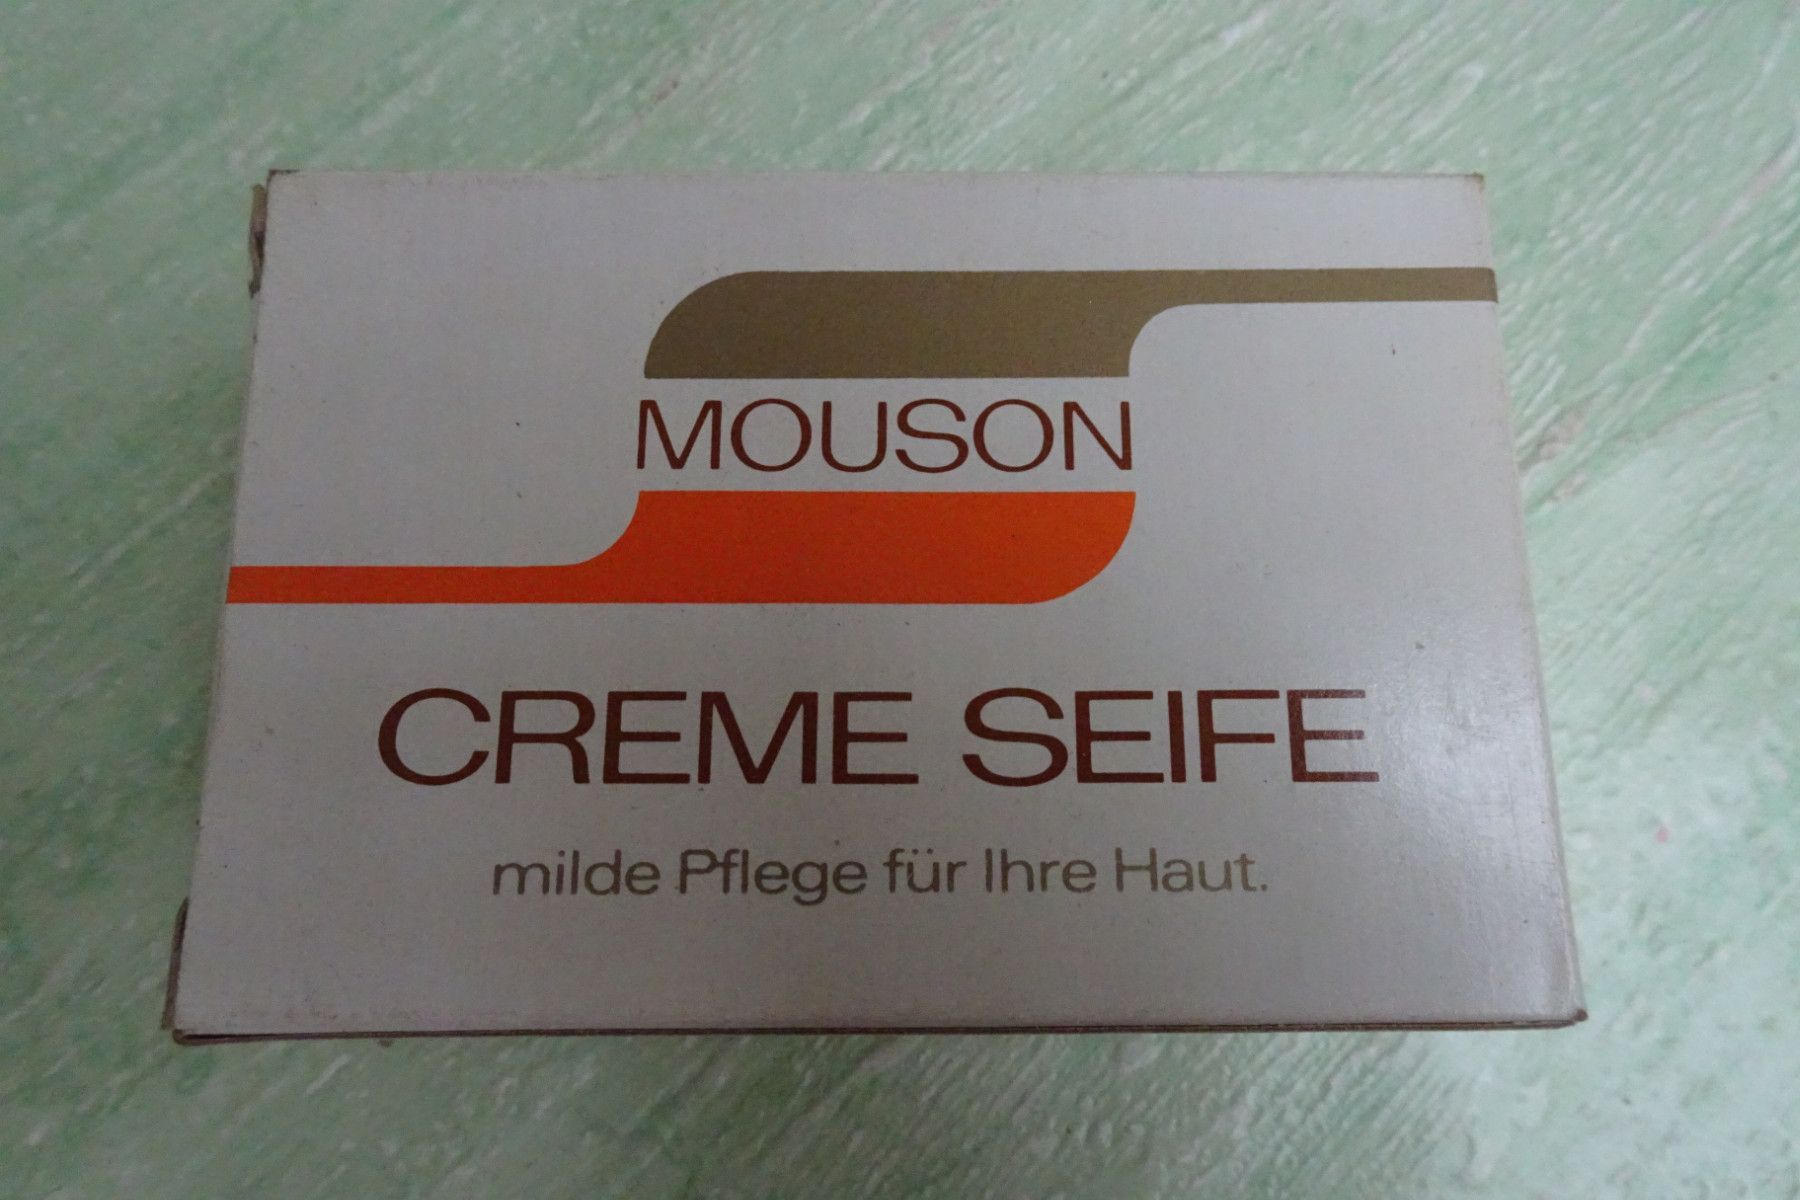 MOUSON
CREME SEIFE
milde Pflege für Ihre Haut.